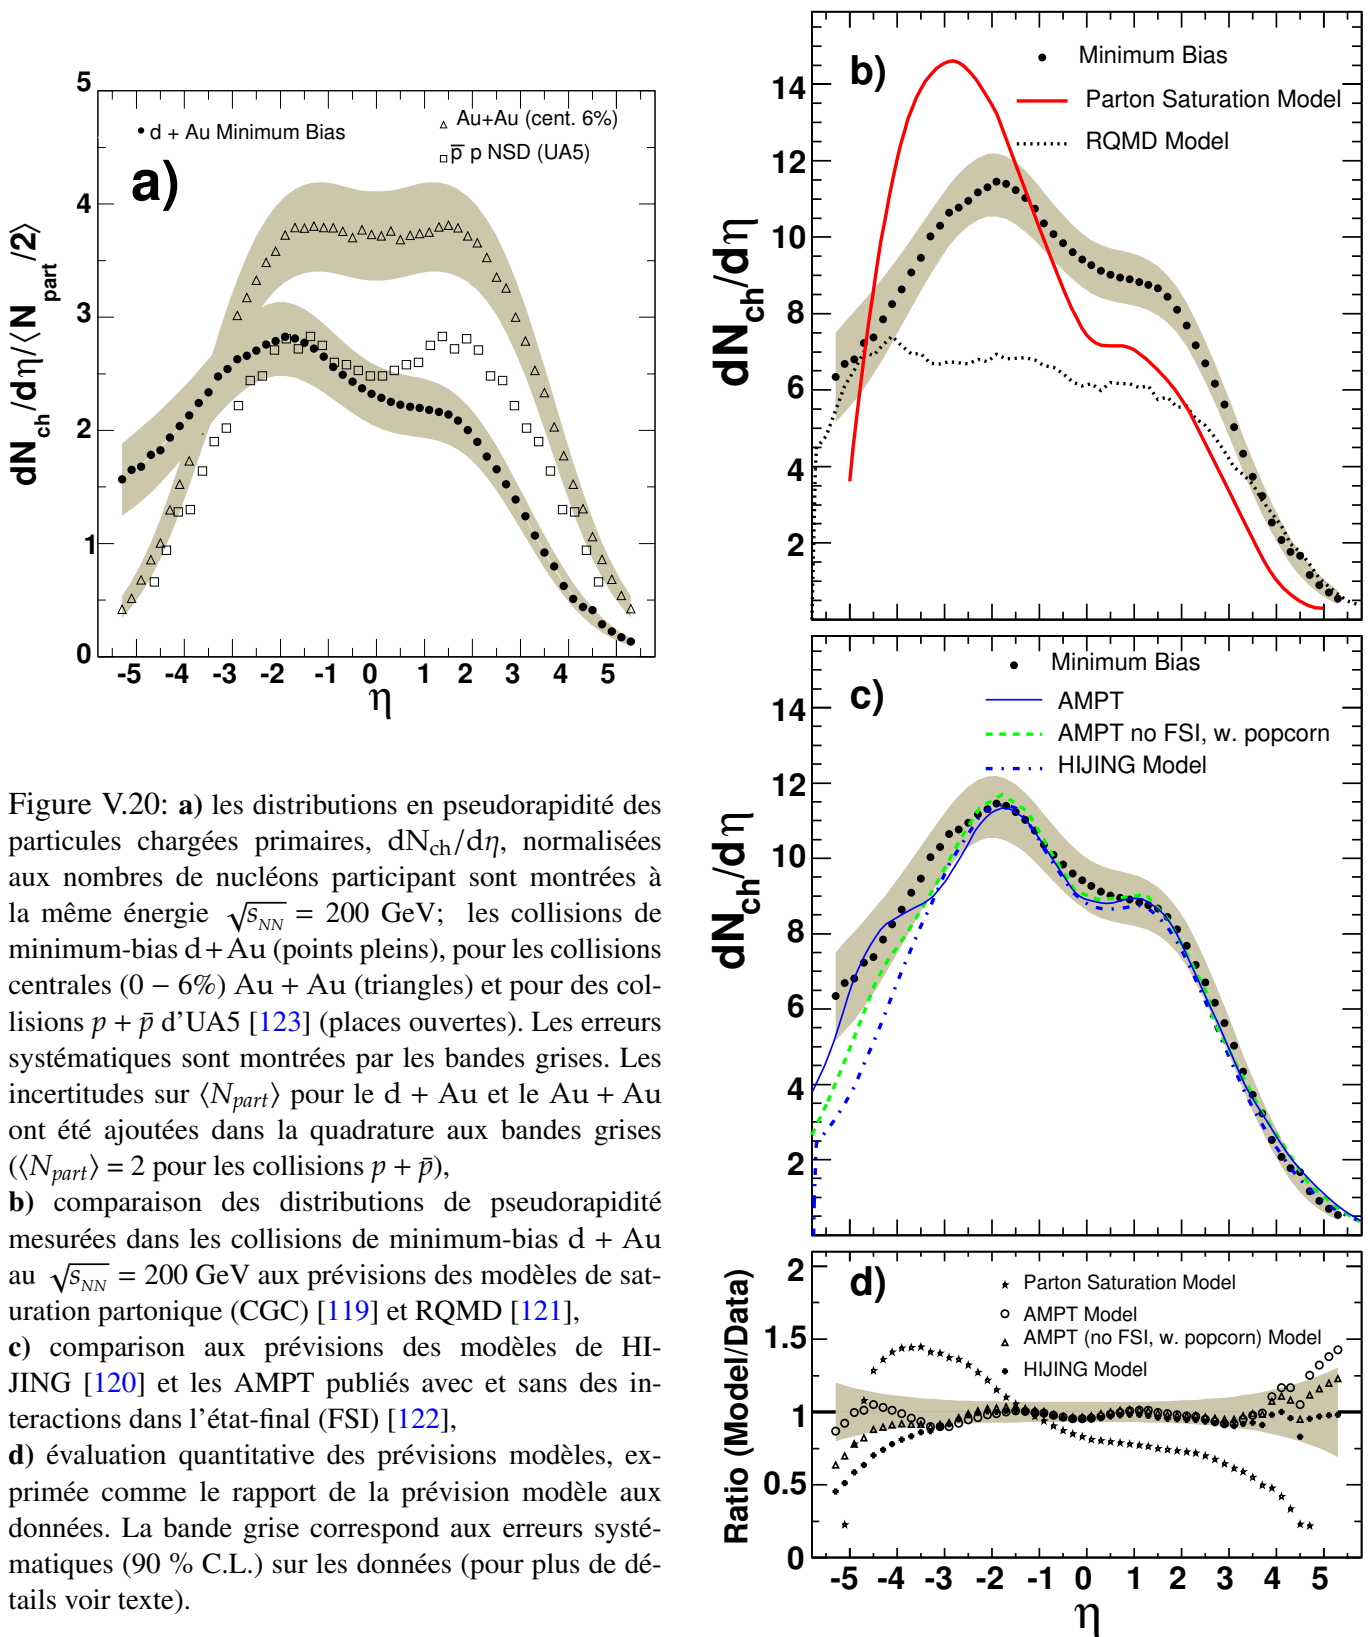 5
4
3
2
1
0
dN_ch/dη/⟨N_part/2⟩
• d + Au Minimum Bias
△ Au+Au (cent. 6%)
□ p̅ p NSD (UA5)
a)
-5 -4 -3 -2 -1 0 1 2 3 4 5
η
Figure V.20: a) les distributions en pseudorapidité des
particules chargées primaires, dN_ch/dη, normalisées
aux nombres de nucléons participant sont montrées à
la même énergie √s_NN = 200 GeV; les collisions de
minimum-bias d+Au (points pleins), pour les collisions
centrales (0 − 6%) Au + Au (triangles) et pour des col-
lisions p + p̄ d'UA5 [123] (places ouvertes). Les erreurs
systématiques sont montrées par les bandes grises. Les
incertitudes sur ⟨N_part⟩ pour le d + Au et le Au + Au
ont été ajoutées dans la quadrature aux bandes grises
(⟨N_part⟩ = 2 pour les collisions p + p̄),
b) comparaison des distributions de pseudorapidité
mesurées dans les collisions de minimum-bias d + Au
au √s_NN = 200 GeV aux prévisions des modèles de sat-
uration partonique (CGC) [119] et RQMD [121],
c) comparison aux prévisions des modèles de HI-
JING [120] et les AMPT publiés avec et sans des in-
teractions dans l'état-final (FSI) [122],
d) évaluation quantitative des prévisions modèles, ex-
primée comme le rapport de la prévision modèle aux
données. La bande grise correspond aux erreurs systé-
matiques (90 % C.L.) sur les données (pour plus de dé-
tails voir texte).
b)
• Minimum Bias
Parton Saturation Model
RQMD Model
14
12
10
8
6
4
2
dN_ch/dη
c)
• Minimum Bias
AMPT
AMPT no FSI, w. popcorn
HIJING Model
14
12
10
8
6
4
2
dN_ch/dη
d)
Parton Saturation Model
AMPT Model
AMPT (no FSI, w. popcorn) Model
HIJING Model
2
1.5
1
0.5
0
Ratio (Model/Data)
-5 -4 -3 -2 -1 0 1 2 3 4 5
η